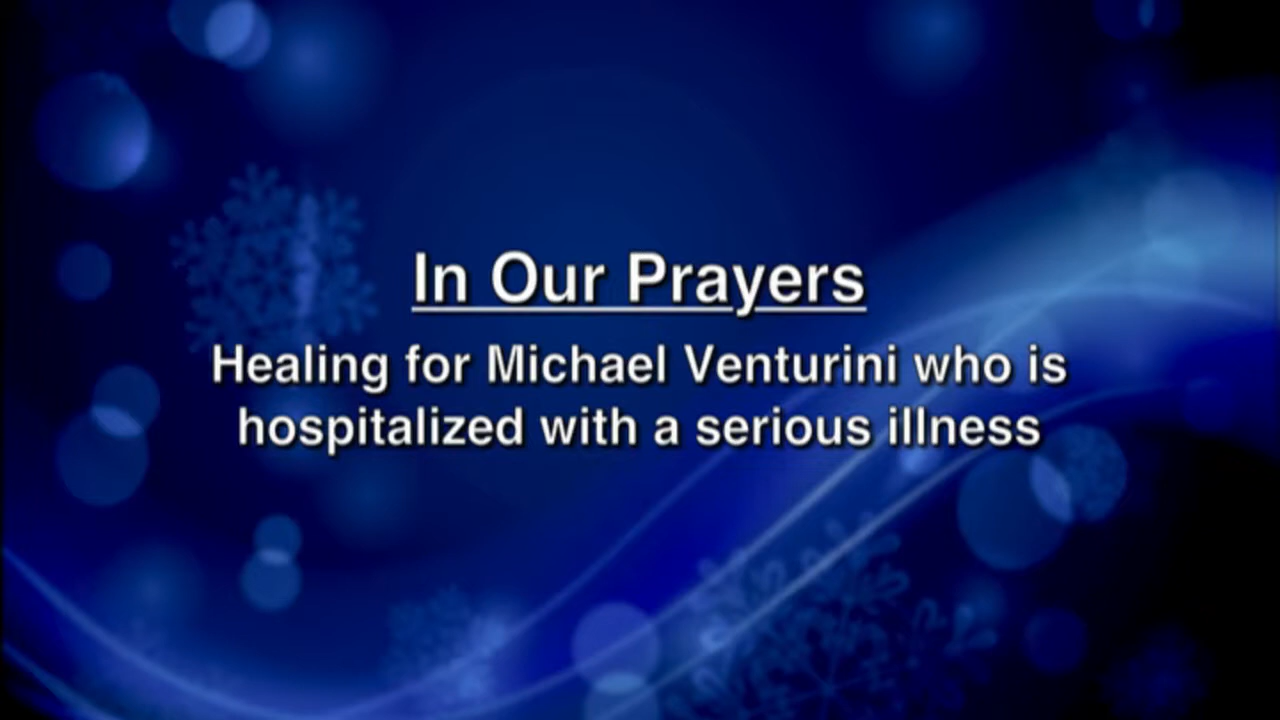 In Our Prayers
Healing for Michael Venturini who is
hospitalized with a serious illness